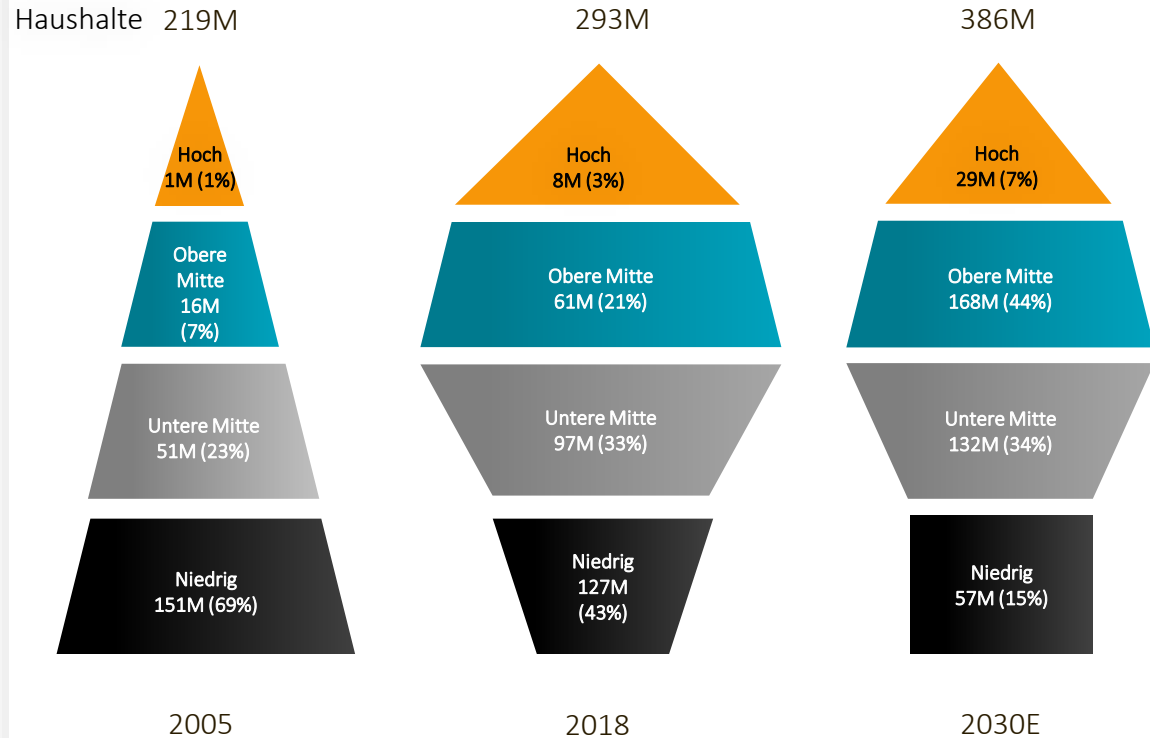 Haushalte 219M 293M 386M
Hoch
1M (1%)
Obere
Mitte
16M
(7%)
Untere Mitte
51M (23%)
Niedrig
151M (69%)
2005
Hoch
8M (3%)
Obere Mitte
61M (21%)
Untere Mitte
97M (33%)
Niedrig
127M
(43%)
2018
Hoch
29M (7%)
Obere Mitte
168M (44%)
Untere Mitte
132M (34%)
Niedrig
57M (15%)
2030E